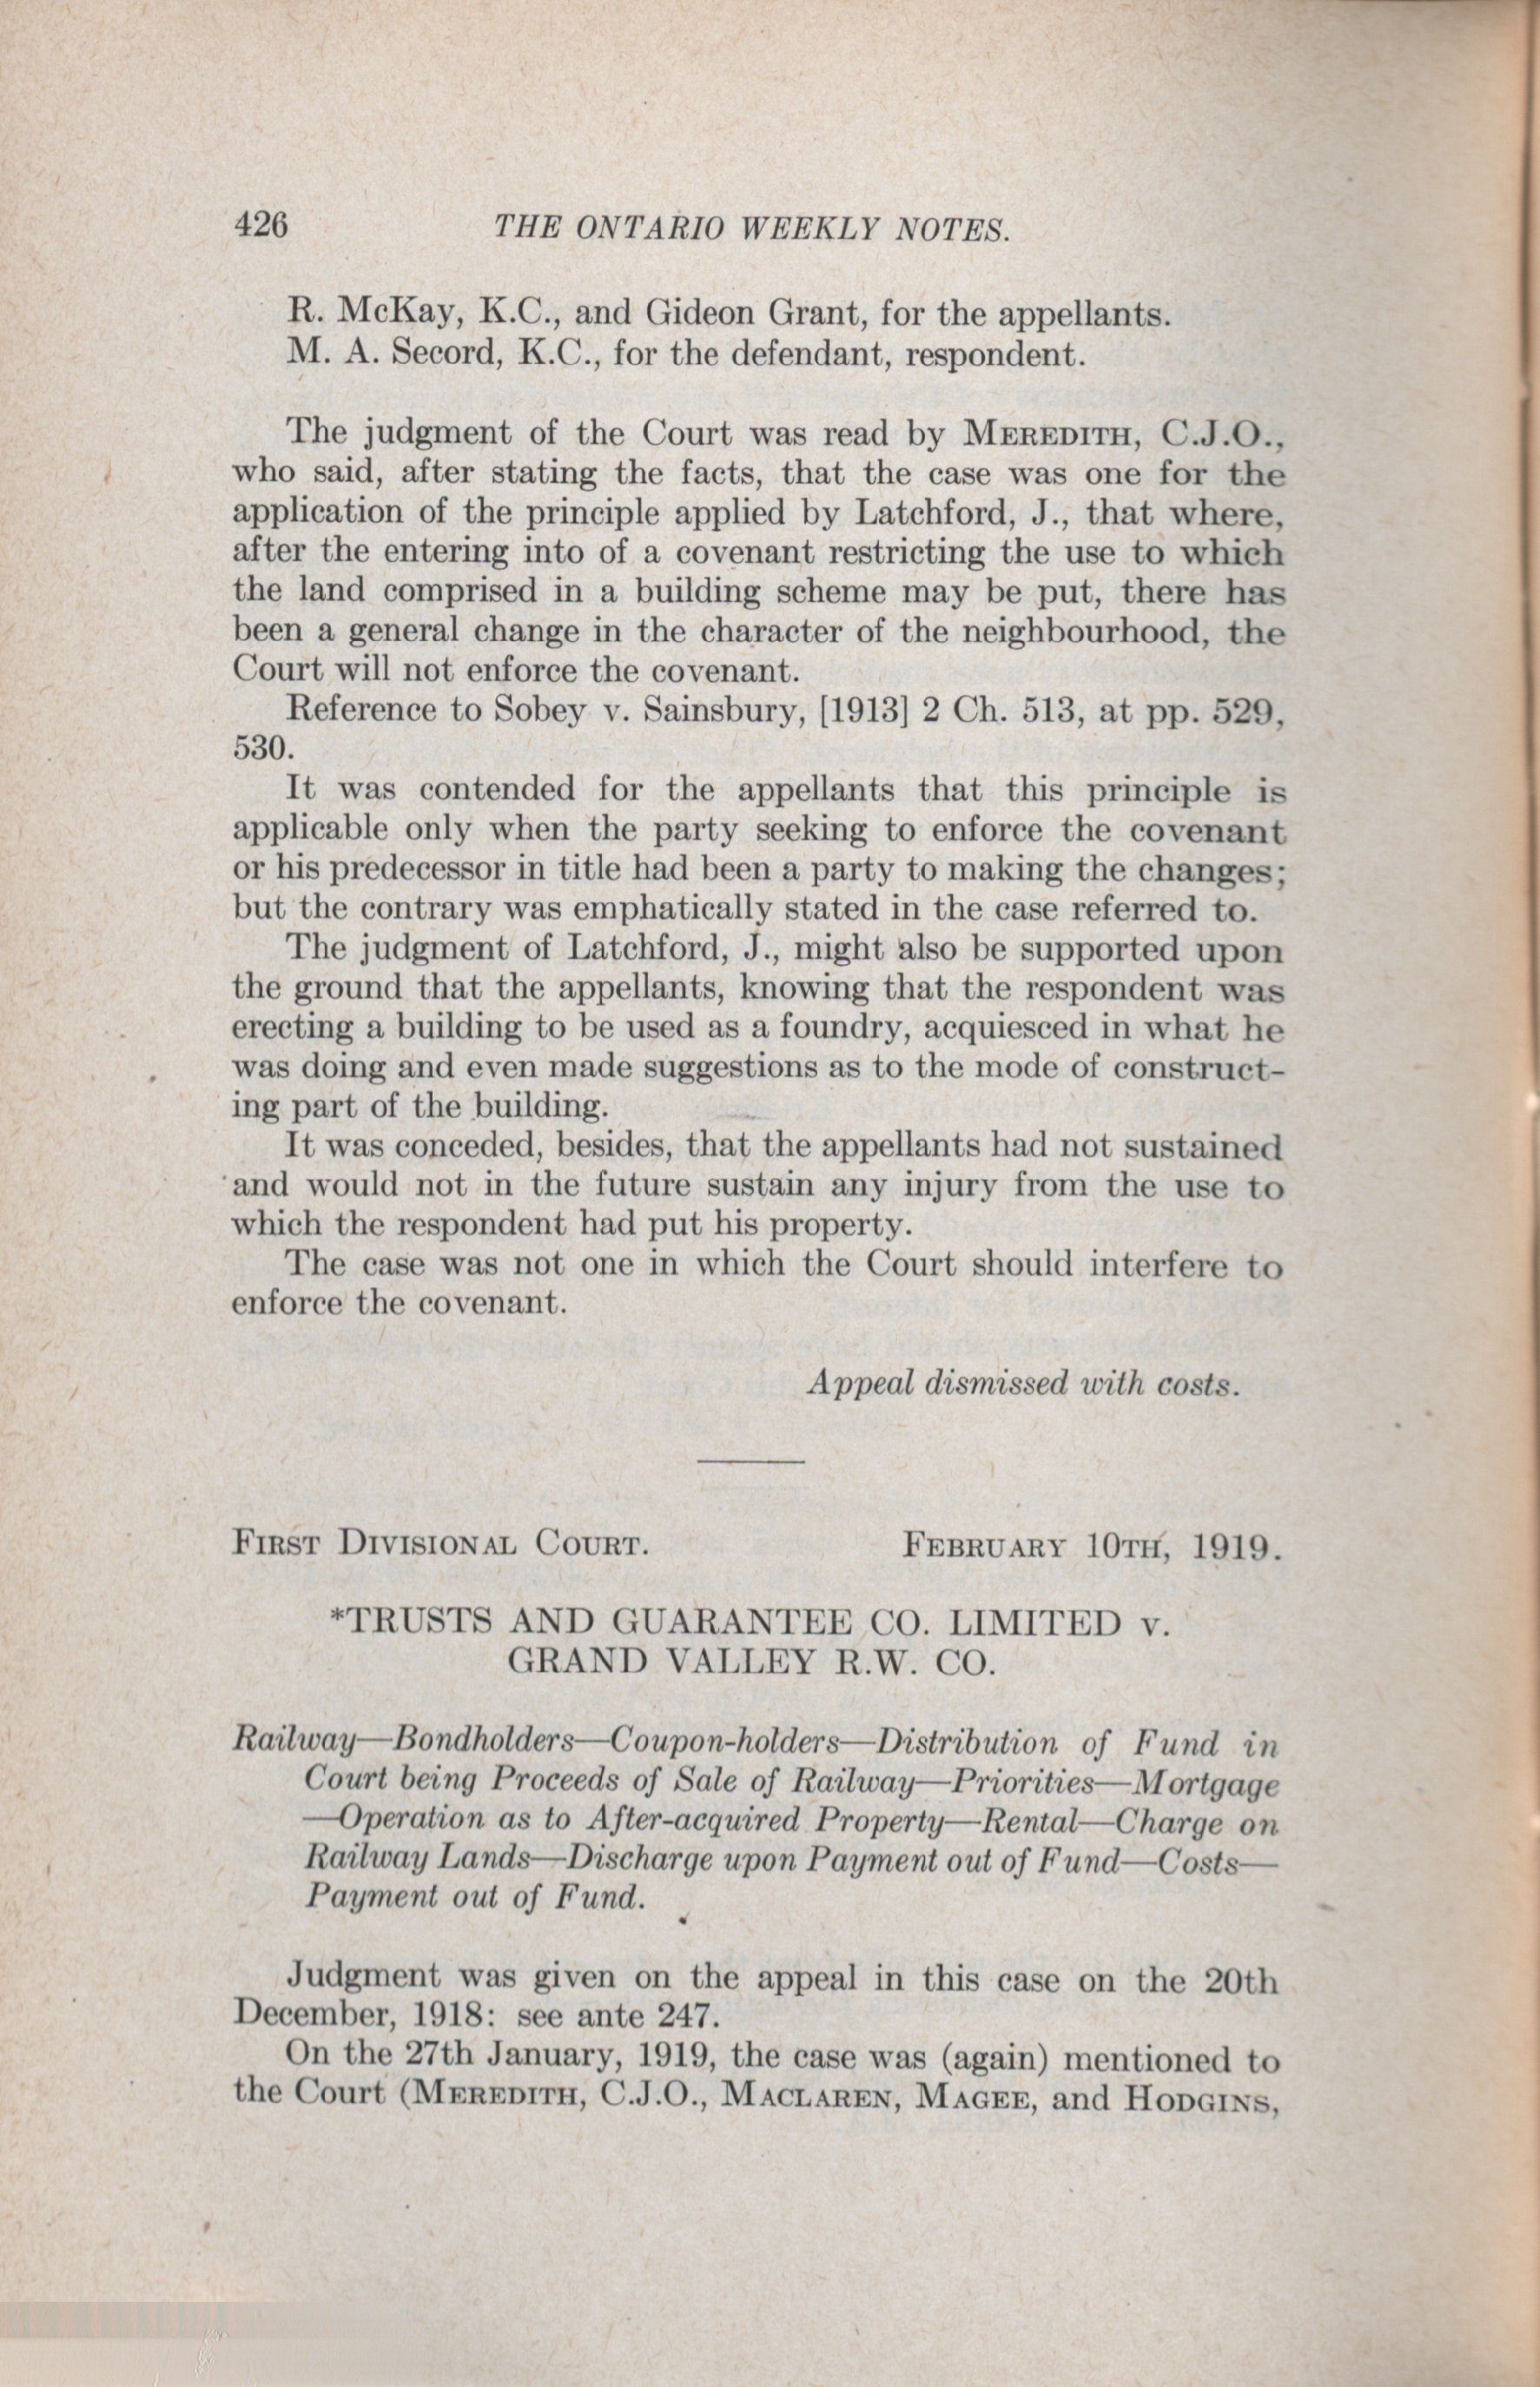 426 THE ONTARIO WEEKLY NOTES.
R. McKay, K.C., and Gideon Grant, for the appellants.
M. A. Secord, K.C., for the defendant, respondent.
The judgment of the Court was read by MEREDITH, C.J.O.,
who said, after stating the facts, that the case was one for the
application of the principle applied by Latchford, J., that where,
after the entering into of a covenant restricting the use to which
the land comprised in a building scheme may be put, there has
been a general change in the character of the neighbourhood, the
Court will not enforce the covenant.
Reference to Sobey v. Sainsbury, [1913] 2 Ch. 513, at pp. 529,
530.
It was contended for the appellants that this principle is
applicable only when the party seeking to enforce the covenant
or his predecessor in title had been a party to making the changes;
but the contrary was emphatically stated in the case referred to.
The judgment of Latchford, J., might also be supported upon
the ground that the appellants, knowing that the respondent was
erecting a building to be used as a foundry, acquiesced in what he
was doing and even made suggestions as to the mode of construct-
ing part of the building.
It was conceded, besides, that the appellants had not sustained
and would not in the future sustain any injury from the use to
which the respondent had put his property.
The case was not one in which the Court should interfere to
enforce the covenant.
Appeal dismissed with costs.
FIRST DIVISIONAL COURT. FEBRUARY 10TH, 1919.
*TRUSTS AND GUARANTEE CO. LIMITED v.
GRAND VALLEY R.W. CO.
Railway—Bondholders—Coupon-holders—Distribution of Fund in
Court being Proceeds of Sale of Railway—Priorities—Mortgage
—Operation as to After-acquired Property—Rental—Charge on
Railway Lands—Discharge upon Payment out of Fund—Costs—
Payment out of Fund.
Judgment was given on the appeal in this case on the 20th
December, 1918: see ante 247.
On the 27th January, 1919, the case was (again) mentioned to
the Court (MEREDITH, C.J.O., MACLAREN, MAGEE, and HODGINS,